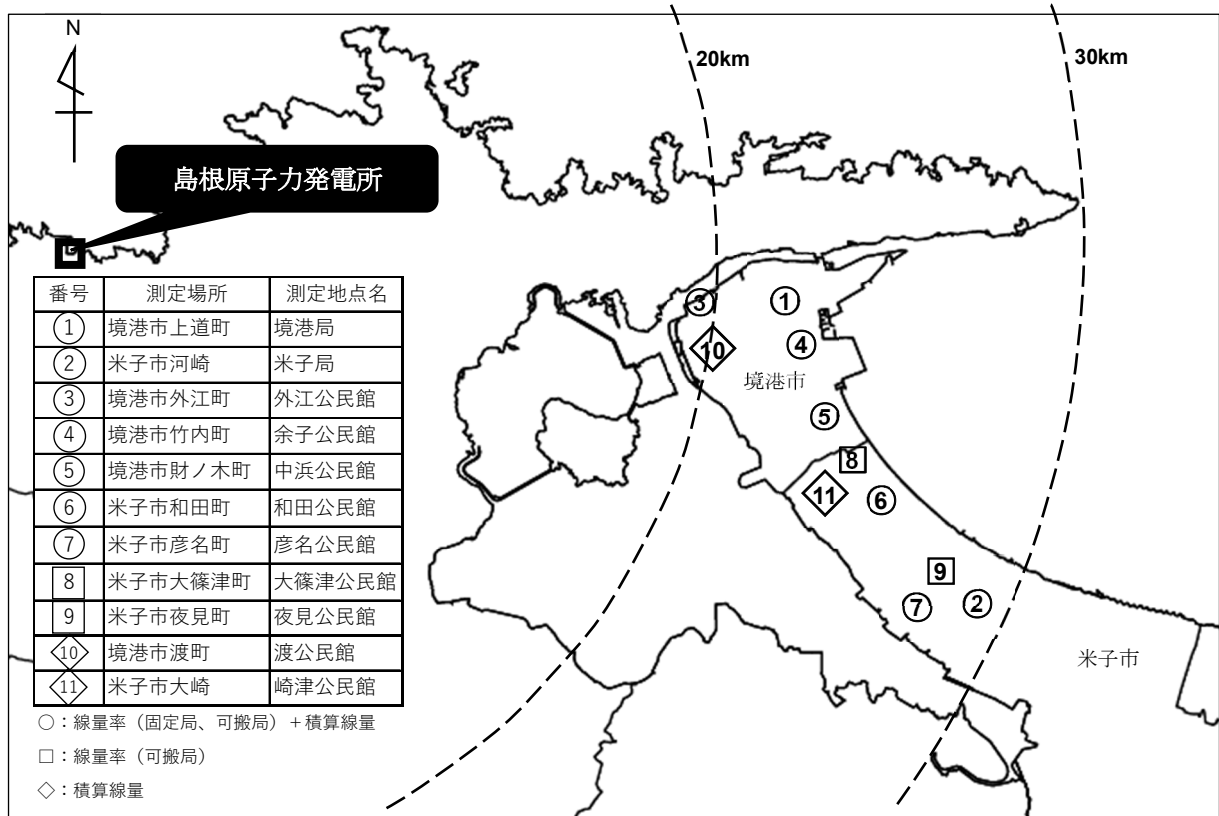 N
20km
30km
島根原子力発電所
番号 測定場所 測定地点名
① 境港市上道町 境港局
② 米子市河崎 米子局
③ 境港市外江町 外江公民館
④ 境港市竹内町 余子公民館
⑤ 境港市財ノ木町 中浜公民館
⑥ 米子市和田町 和田公民館
⑦ 米子市彦名町 彦名公民館
8 米子市大篠津町 大篠津公民館
9 米子市夜見町 夜見公民館
10 境港市渡町 渡公民館
11 米子市大崎 崎津公民館
○：線量率（固定局、可搬局）＋積算線量
□：線量率（可搬局）
◇：積算線量
③
①
10
④
境港市
⑤
8
11
⑥
9
⑦
②
米子市